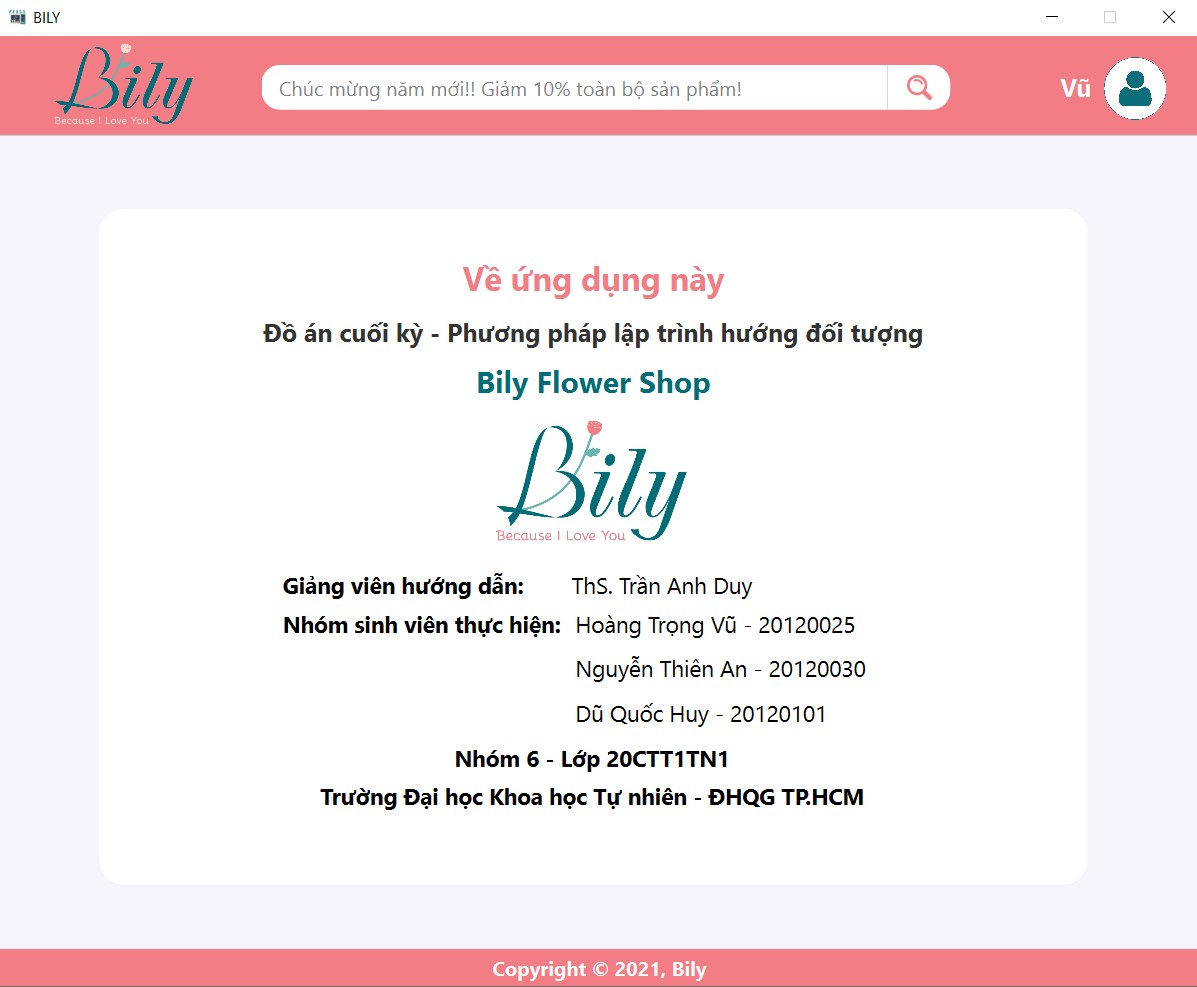 BILY
Bily
Because I Love You
Chúc mừng năm mới!! Giảm 10% toàn bộ sản phẩm!
Vũ
Về ứng dụng này
Đồ án cuối kỳ - Phương pháp lập trình hướng đối tượng
Bily Flower Shop
Bily
Because I Love You
Giảng viên hướng dẫn: ThS. Trần Anh Duy
Nhóm sinh viên thực hiện: Hoàng Trọng Vũ - 20120025
Nguyễn Thiên An - 20120030
Dũ Quốc Huy - 20120101
Nhóm 6 - Lớp 20CTT1TN1
Trường Đại học Khoa học Tự nhiên - ĐHQG TP.HCM
Copyright © 2021, Bily